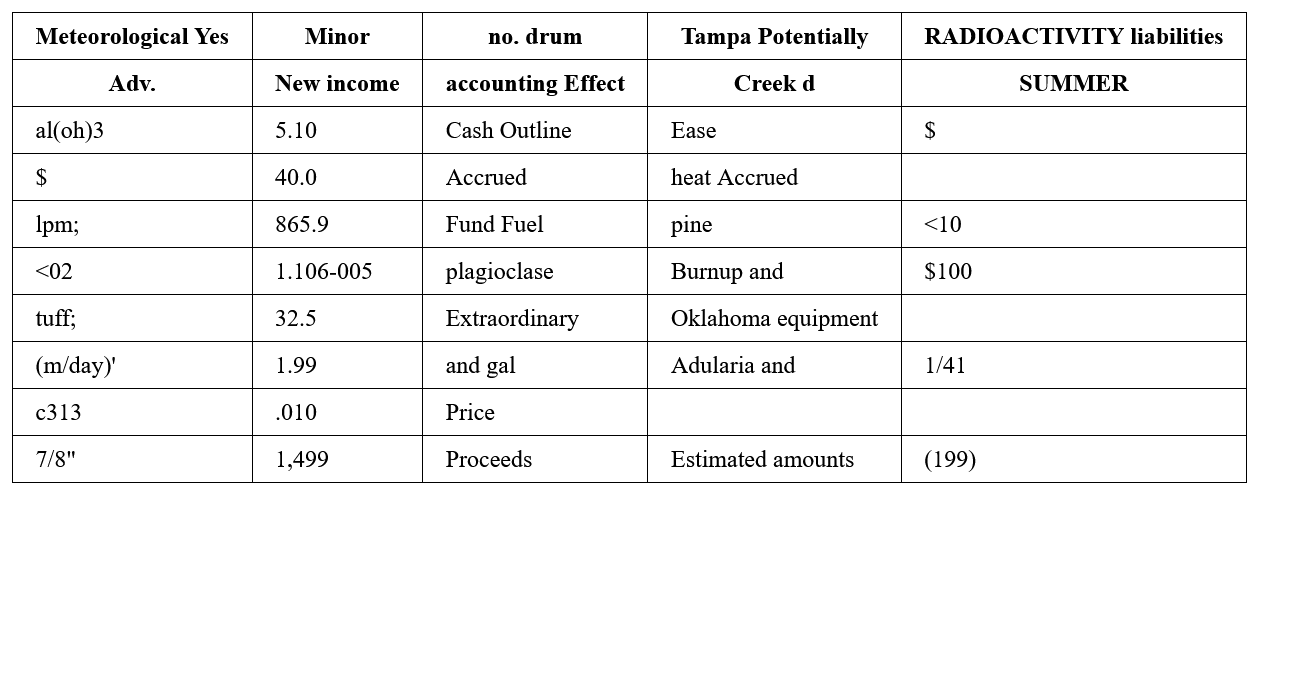 Meteorological Yes Minor no. drum Tampa Potentially RADIOACTIVITY liabilities
Adv. New income accounting Effect Creek d SUMMER
al(oh)3 5.10 Cash Outline Ease $
$ 40.0 Accrued heat Accrued
lpm; 865.9 Fund Fuel pine <10
<02 1.106-005 plagioclase Burnup and $100
tuff; 32.5 Extraordinary Oklahoma equipment
(m/day)' 1.99 and gal Adularia and 1/41
c313 .010 Price
7/8" 1,499 Proceeds Estimated amounts (199)